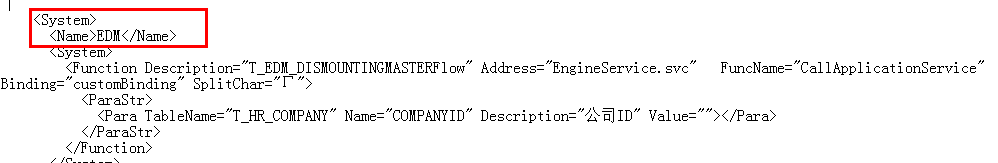 <System>
<Name>EDM</Name>
<System>
<Function Description="T_EDM_DISMOUNTINGMASTERFlow" Address="EngineService.svc" FuncName="CallApplicationService"
Binding="customBinding" SplitChar="Г">
<ParaStr>
<Para TableName="T_HR_COMPANY" Name="COMPANYID" Description="公司ID" Value=""></Para>
</ParaStr>
</Function>
</System>